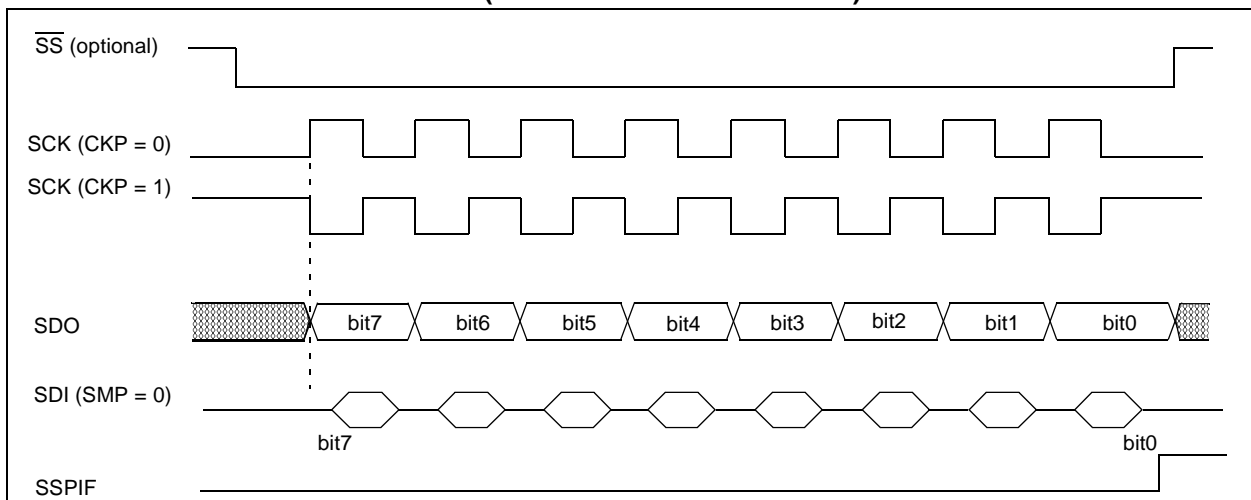 SS (optional)
SCK (CKP = 0)
SCK (CKP = 1)
SDO
bit7 bit6 bit5 bit4 bit3 bit2 bit1 bit0
SDI (SMP = 0)
bit7 bit0
SSPIF